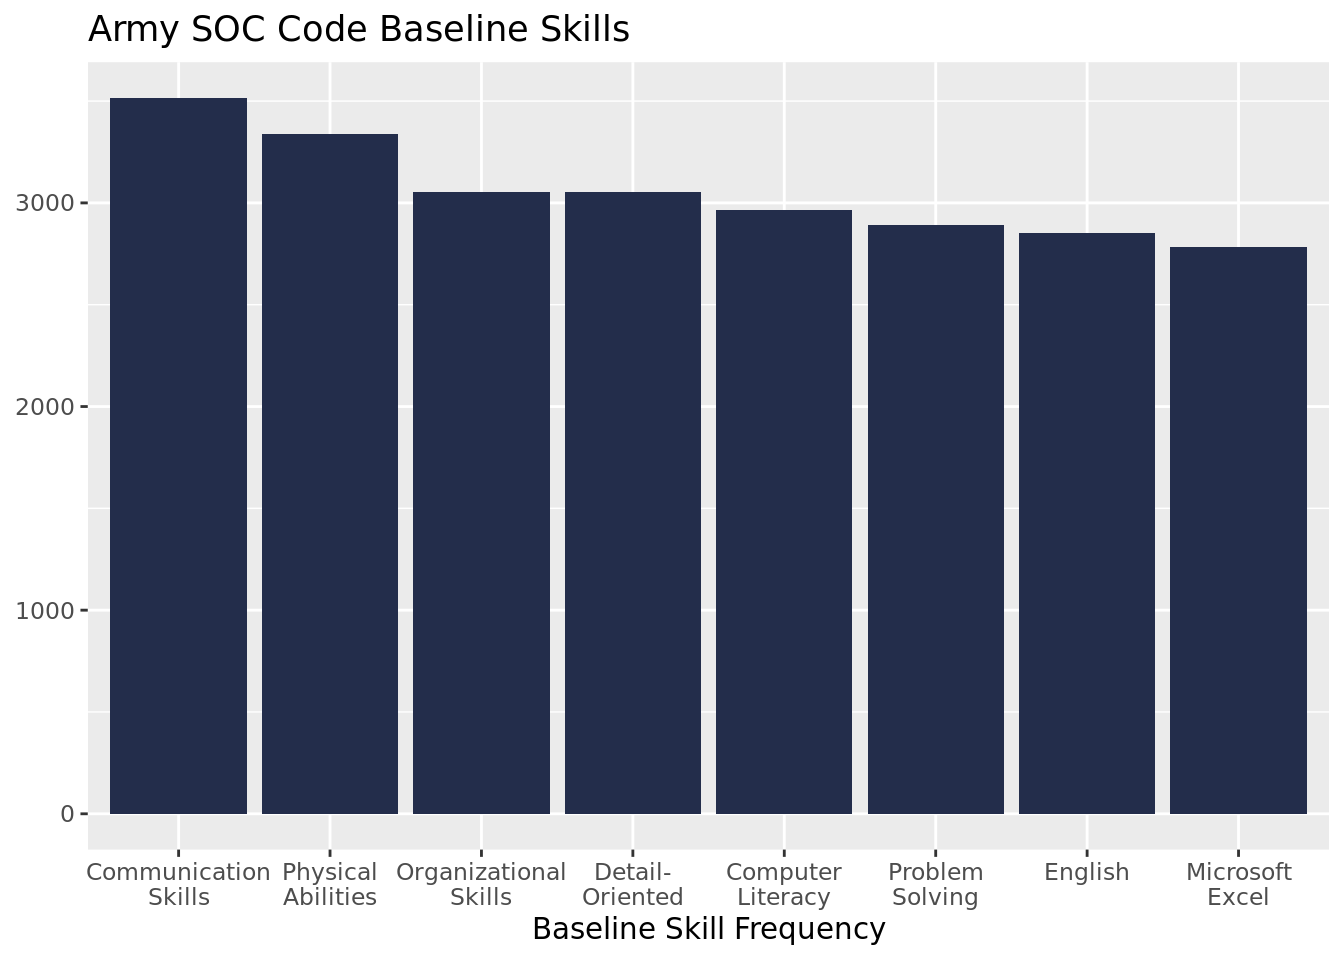 Army SOC Code Baseline Skills
3000
2000
1000
0
Communication Skills
Physical Abilities
Organizational Skills
Detail-Oriented
Computer Literacy
Problem Solving
English
Microsoft Excel
Baseline Skill Frequency